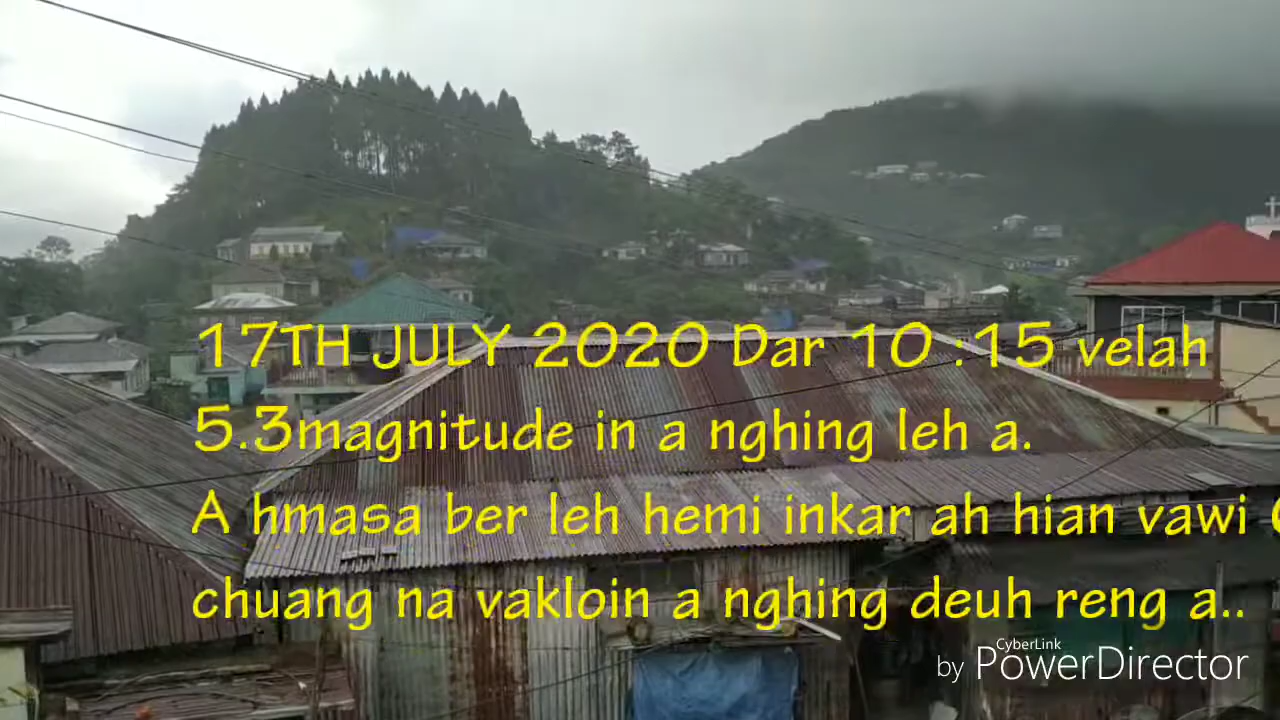 17TH JULY 2020 Dar 10 :15 velah
5.3magnitude in a nghing leh a.
A hmasa ber leh hemi inkar ah hian vawi
chuang na vakloin a nghing deuh reng a..
CyberLink
by PowerDirector